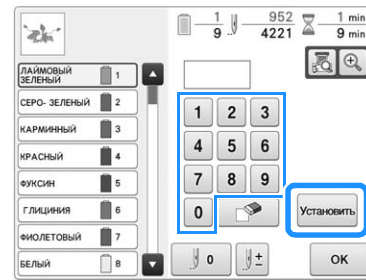 1
9
952
4221
1 min
9 min
ЛАЙМОВЫЙ
ЗЕЛЕНЫЙ 1
СЕРО- ЗЕЛЕНЫЙ 2
КАРМИННЫЙ 3
КРАСНЫЙ 4
ФУКСИН 5
ГЛИЦИНИЯ 6
ФИОЛЕТОВЫЙ 7
БЕЛЫЙ 8
1 2 3
4 5 6
7 8 9
0
Установить
0
±
OK